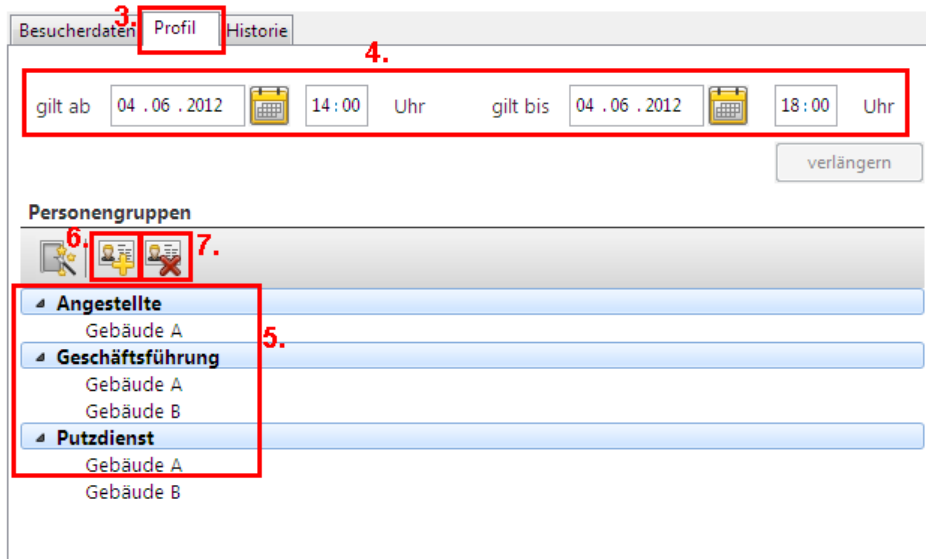 3.
Besucherdaten Profil Historie
4.
gilt ab 04 . 06 . 2012 14 : 00 Uhr gilt bis 04 . 06 . 2012 18 : 00 Uhr
verlängern
Personengruppen
6. 7.
Angestellte
Gebäude A
5.
Geschäftsführung
Gebäude A
Gebäude B
Putzdienst
Gebäude A
Gebäude B